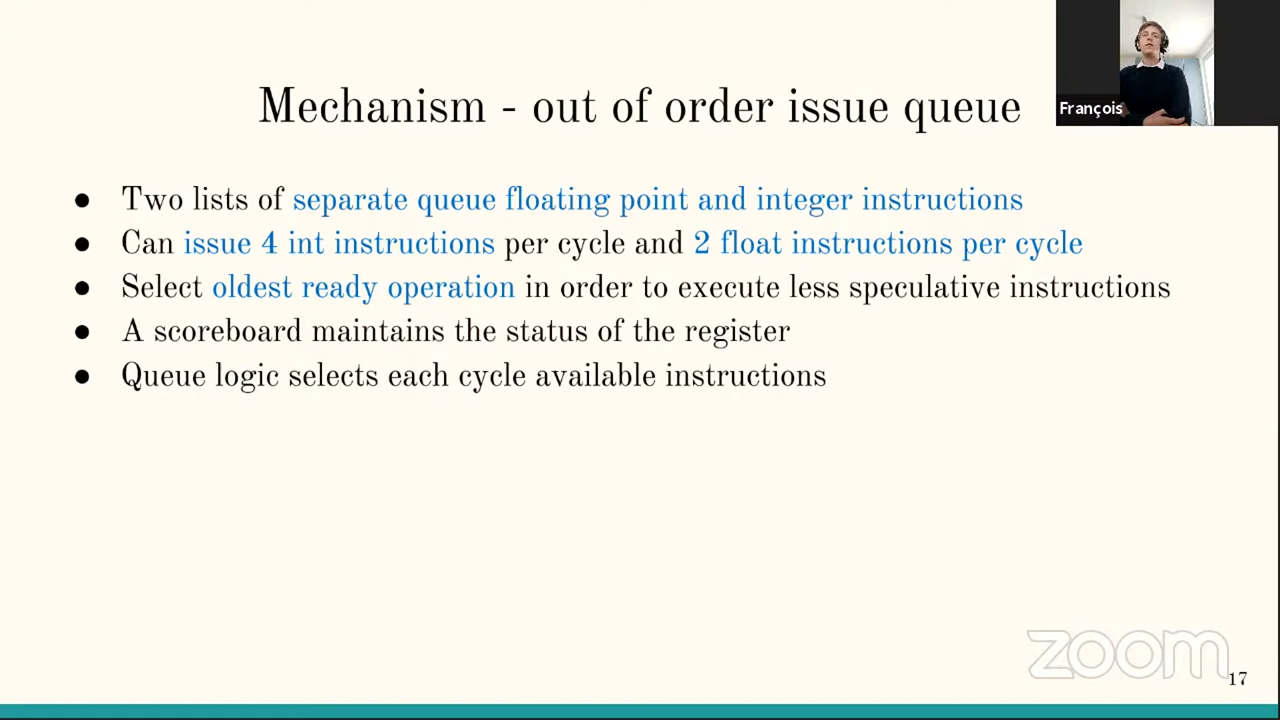 Mechanism - out of order issue queue
François
● Two lists of separate queue floating point and integer instructions
● Can issue 4 int instructions per cycle and 2 float instructions per cycle
● Select oldest ready operation in order to execute less speculative instructions
● A scoreboard maintains the status of the register
● Queue logic selects each cycle available instructions
zoom
17